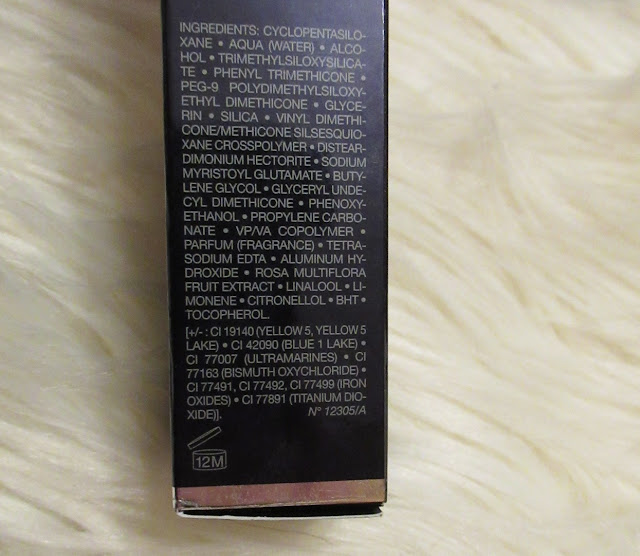 INGREDIENTS: CYCLOPENTASILO-
XANE • AQUA (WATER) • ALCO-
HOL • TRIMETHYLSILOXYSILICA-
TE • PHENYL TRIMETHICONE •
PEG-9 POLYDIMETHYLSILOXY-
ETHYL DIMETHICONE • GLYCE-
RIN • SILICA • VINYL DIMETHI-
CONE/METHICONE SILSESQUIO-
XANE CROSSPOLYMER • DISTEAR-
DIMONIUM HECTORITE • SODIUM
MYRISTOYL GLUTAMATE • BUTY-
LENE GLYCOL • GLYCERYL UNDE-
CYL DIMETHICONE • PHENOXY-
ETHANOL • PROPYLENE CARBO-
NATE • VP/VA COPOLYMER •
PARFUM (FRAGRANCE) • TETRA-
SODIUM EDTA • ALUMINUM HY-
DROXIDE • ROSA MULTIFLORA
FRUIT EXTRACT • LINALOOL • LI-
MONENE • CITRONELLOL • BHT •
TOCOPHEROL.
[+/- : CI 19140 (YELLOW 5, YELLOW 5
LAKE) • CI 42090 (BLUE 1 LAKE) •
CI 77007 (ULTRAMARINES) • CI
77163 (BISMUTH OXYCHLORIDE) •
CI 77491, CI 77492, CI 77499 (IRON
OXIDES) • CI 77891 (TITANIUM DIO-
XIDE)]. N° 12305/A
12M